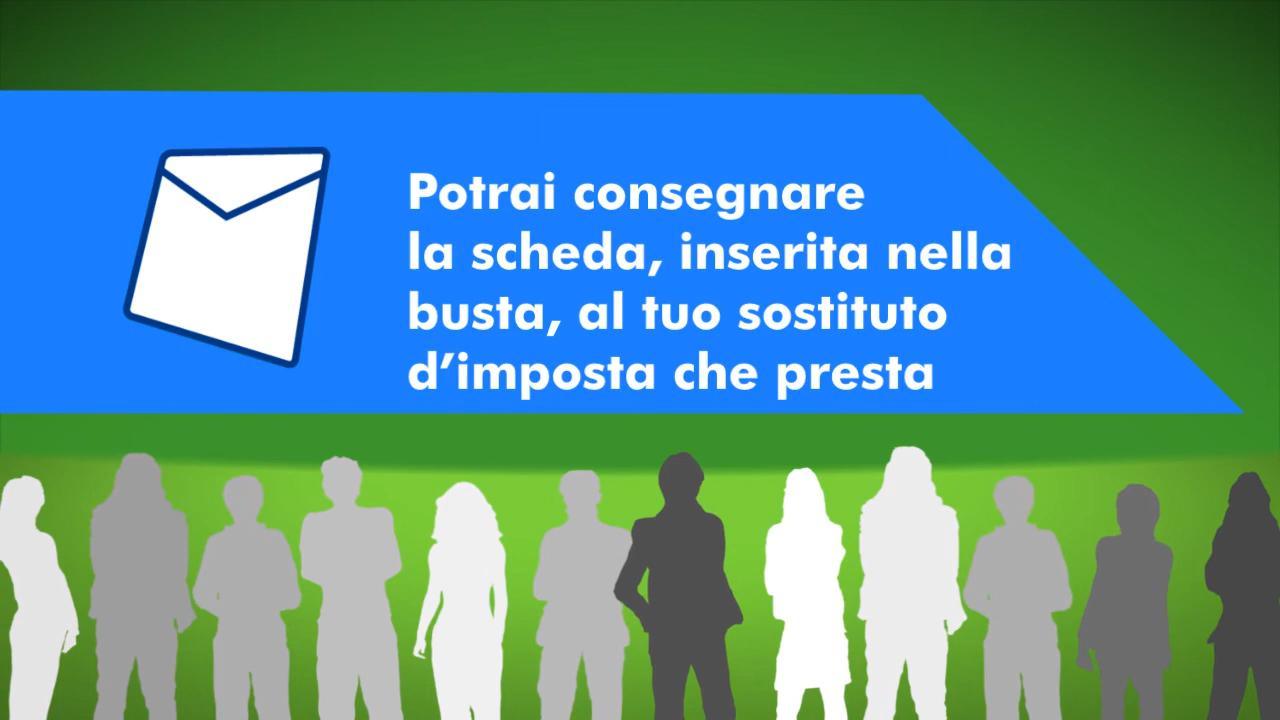 Potrai consegnare
la scheda, inserita nella
busta, al tuo sostituto
d’imposta che presta